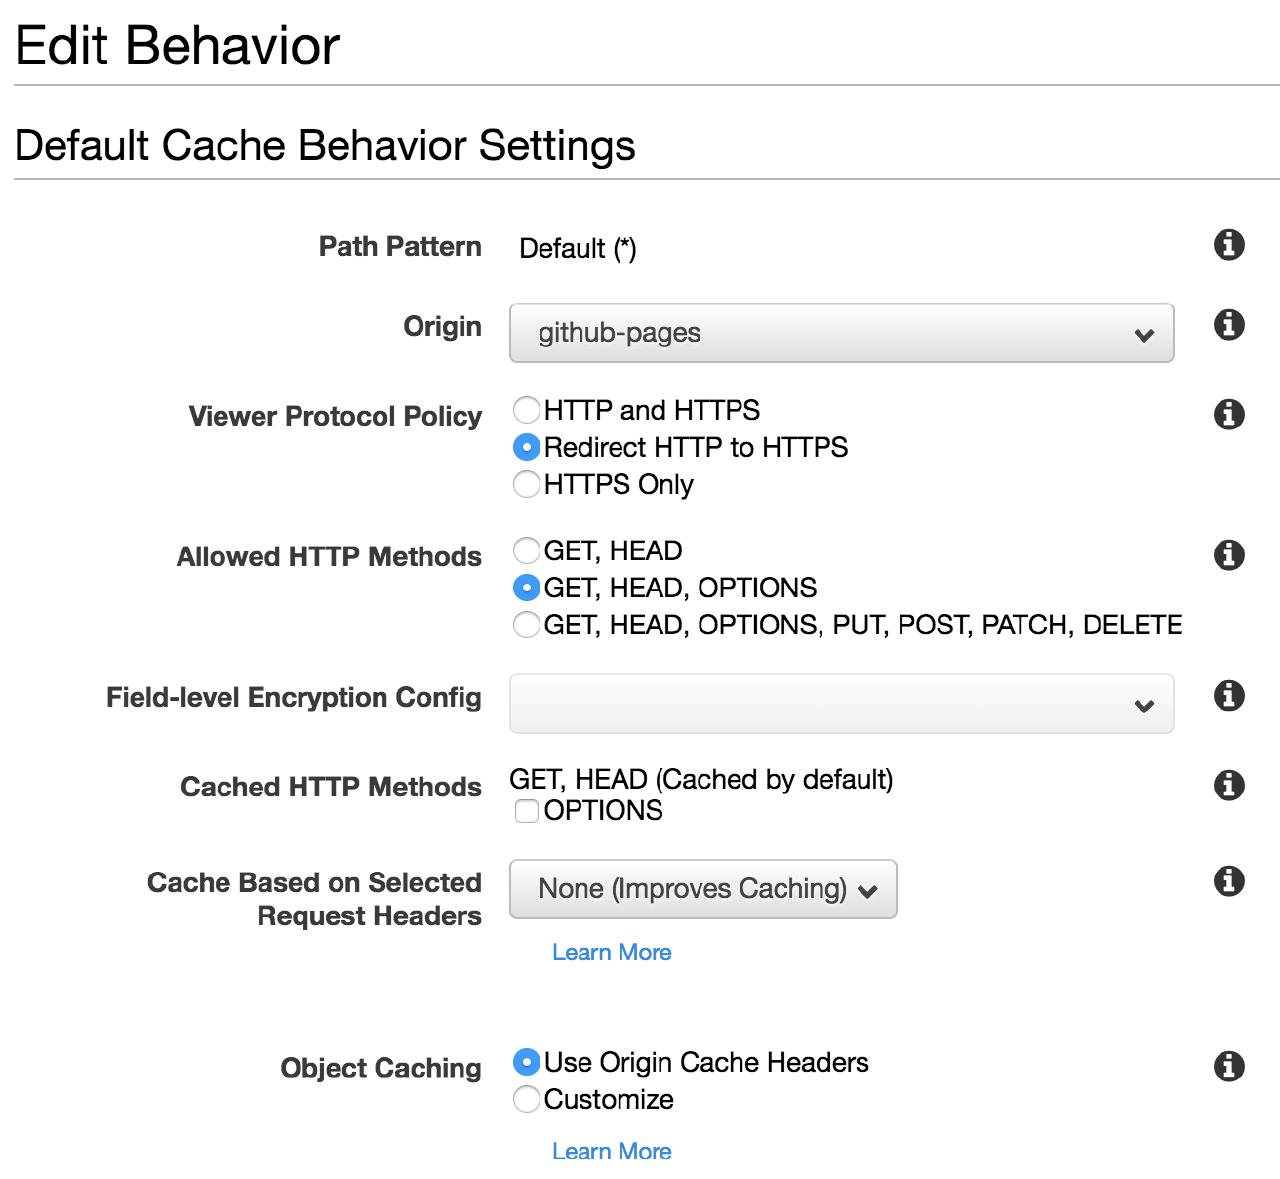 Edit Behavior
Default Cache Behavior Settings
Path Pattern Default (*)
Origin github-pages
Viewer Protocol Policy HTTP and HTTPS
Redirect HTTP to HTTPS
HTTPS Only
Allowed HTTP Methods GET, HEAD
GET, HEAD, OPTIONS
GET, HEAD, OPTIONS, PUT, POST, PATCH, DELETE
Field-level Encryption Config
Cached HTTP Methods GET, HEAD (Cached by default)
OPTIONS
Cache Based on Selected None (Improves Caching)
Request Headers
Learn More
Object Caching Use Origin Cache Headers
Customize
Learn More